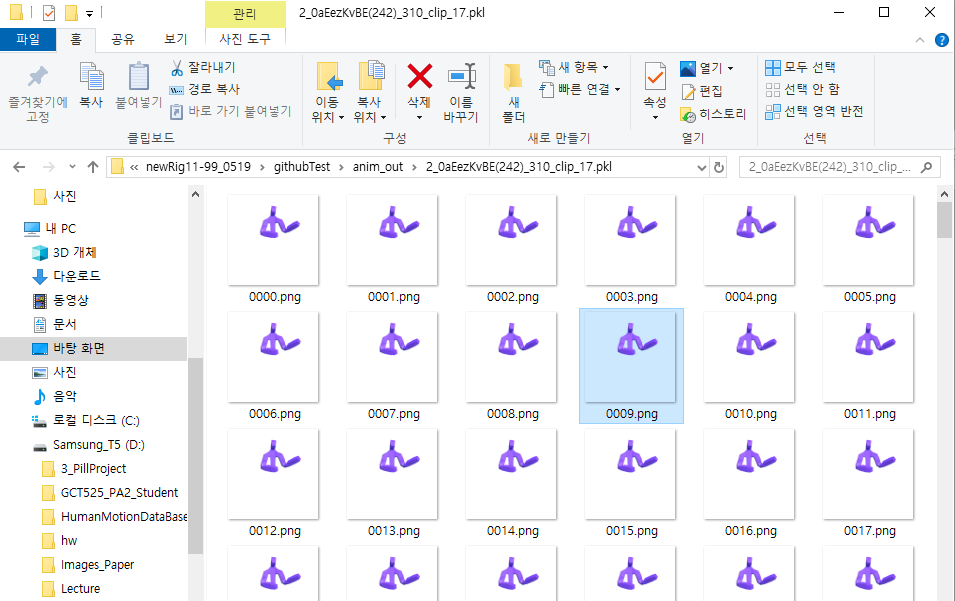 관리
2_0aEezKvBE(242)_310_clip_17.pkl
파일 홈 공유 보기 사진 도구
즐겨찾기에 고정
복사
붙여넣기
잘라내기
경로 복사
바로 가기 붙여넣기
클립보드
이동 위치
복사 위치
삭제
이름 바꾸기
구성
새 폴더
새 항목
빠른 연결
새로 만들기
속성
열기
편집
히스토리
열기
모두 선택
선택 안 함
선택 영역 반전
선택
« newRig11-99_0519 > githubTest > anim_out > 2_0aEezKvBE(242)_310_clip_17.pkl
2_0aEezKvBE(242)_310_clip_...
사진
내 PC
3D 개체
다운로드
동영상
문서
바탕 화면
사진
음악
로컬 디스크 (C:)
Samsung_T5 (D:)
3_PillProject
GCT525_PA2_Student
HumanMotionDataBase
hw
Images_Paper
Lecture
0000.png 0001.png 0002.png 0003.png 0004.png 0005.png
0006.png 0007.png 0008.png 0009.png 0010.png 0011.png
0012.png 0013.png 0014.png 0015.png 0016.png 0017.png